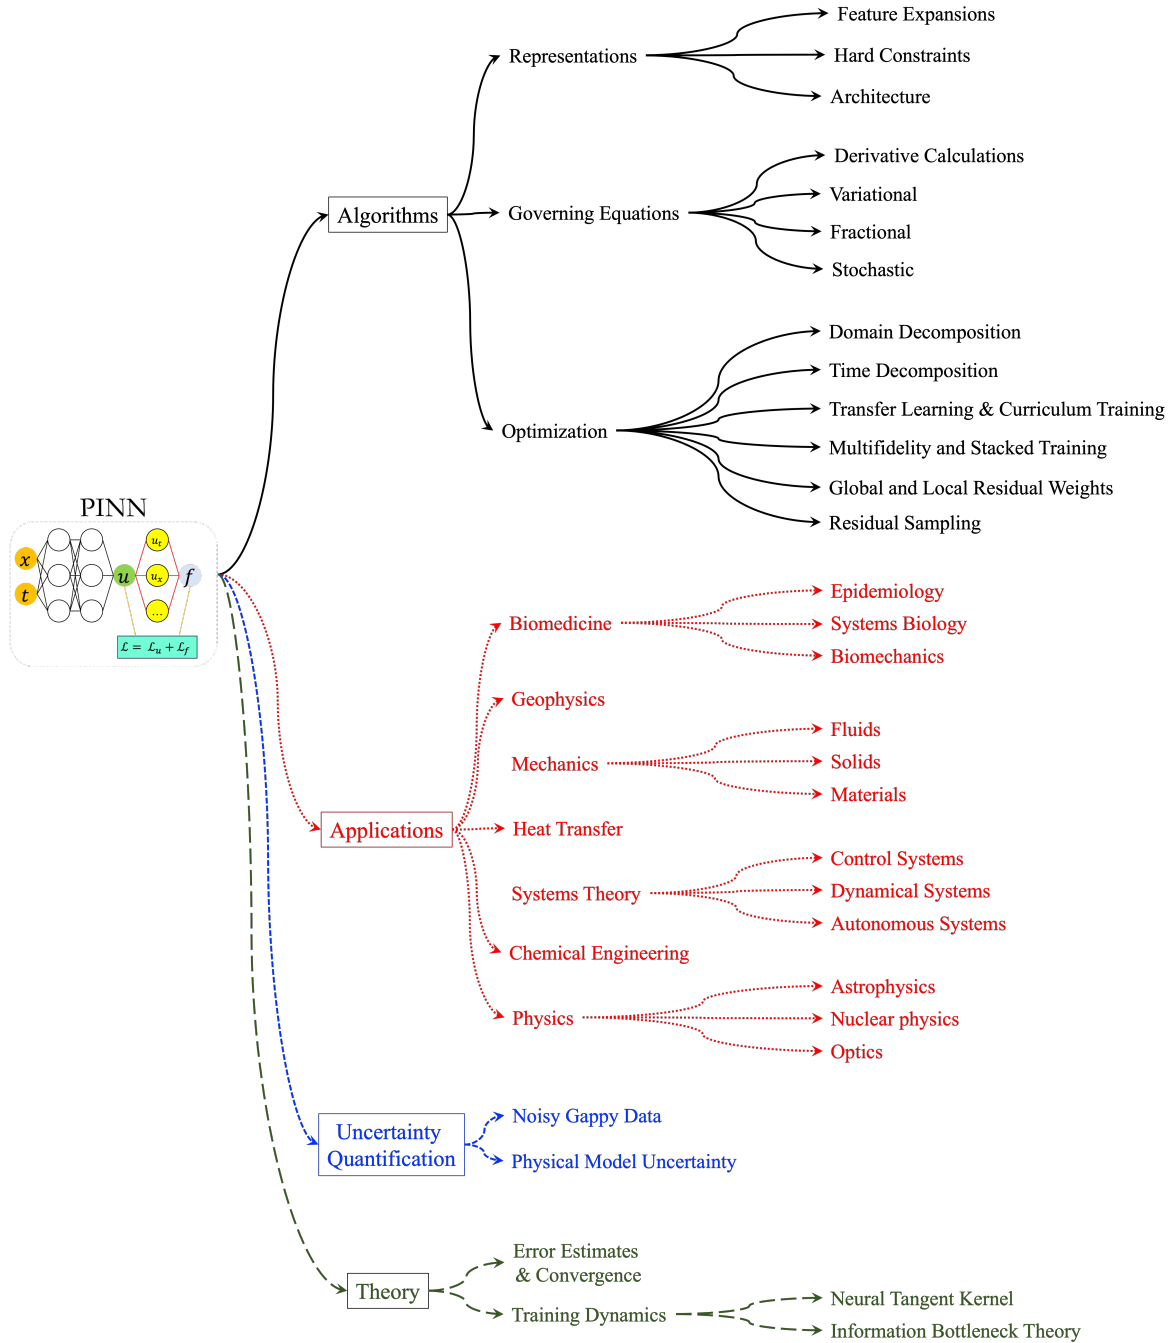 Feature Expansions
Representations
Hard Constraints
Architecture
Derivative Calculations
Variational
Algorithms
Governing Equations
Fractional
Stochastic
Domain Decomposition
Time Decomposition
Transfer Learning & Curriculum Training
Optimization
Multifidelity and Stacked Training
Global and Local Residual Weights
Residual Sampling
PINN
x
t
u
uₜ
uₓ
...
f
ℒ = ℒᵤ + ℒ_f
Epidemiology
Biomedicine
Systems Biology
Biomechanics
Geophysics
Fluids
Mechanics
Solids
Materials
Applications
Heat Transfer
Control Systems
Systems Theory
Dynamical Systems
Autonomous Systems
Chemical Engineering
Astrophysics
Physics
Nuclear physics
Optics
Uncertainty
Quantification
Noisy Gappy Data
Physical Model Uncertainty
Theory
Error Estimates
& Convergence
Training Dynamics
Neural Tangent Kernel
Information Bottleneck Theory